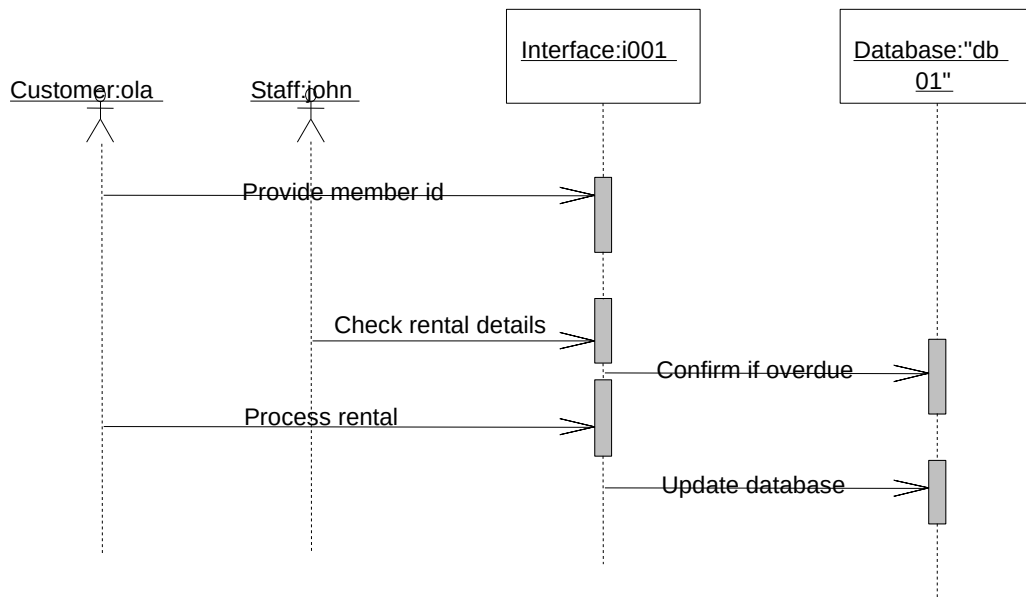 Interface:i001
Database:"db
01"
Customer:ola
Staff:john
Provide member id
Check rental details
Confirm if overdue
Process rental
Update database